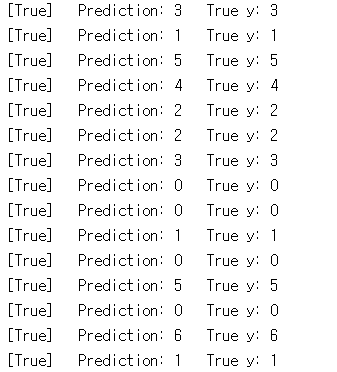 [True] Prediction: 3 True y: 3
[True] Prediction: 1 True y: 1
[True] Prediction: 5 True y: 5
[True] Prediction: 4 True y: 4
[True] Prediction: 2 True y: 2
[True] Prediction: 2 True y: 2
[True] Prediction: 3 True y: 3
[True] Prediction: 0 True y: 0
[True] Prediction: 0 True y: 0
[True] Prediction: 1 True y: 1
[True] Prediction: 0 True y: 0
[True] Prediction: 5 True y: 5
[True] Prediction: 0 True y: 0
[True] Prediction: 6 True y: 6
[True] Prediction: 1 True y: 1